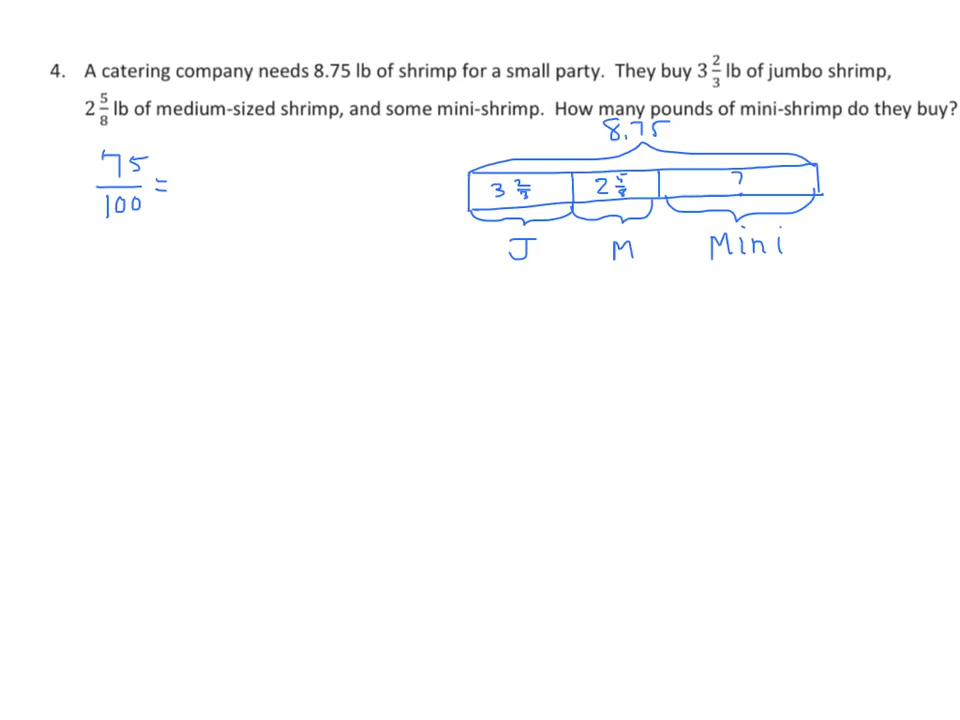 4. A catering company needs 8.75 lb of shrimp for a small party. They buy 3 2/3 lb of jumbo shrimp,
2 5/8 lb of medium-sized shrimp, and some mini-shrimp. How many pounds of mini-shrimp do they buy?
8.75
75/100 =
3 2/3 2 5/8 ?
J M Mini